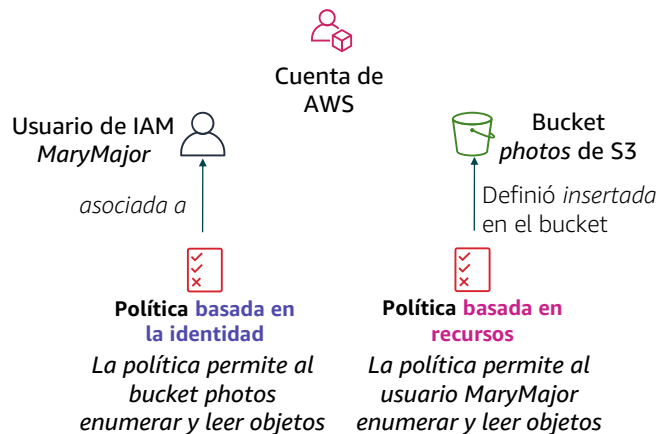 Cuenta de
AWS
Usuario de IAM
MaryMajor
Bucket
photos de S3
asociada a
Definió insertada
en el bucket
Política basada en
la identidad
La política permite al
bucket photos
enumerar y leer objetos
Política basada en
recursos
La política permite al
usuario MaryMajor
enumerar y leer objetos